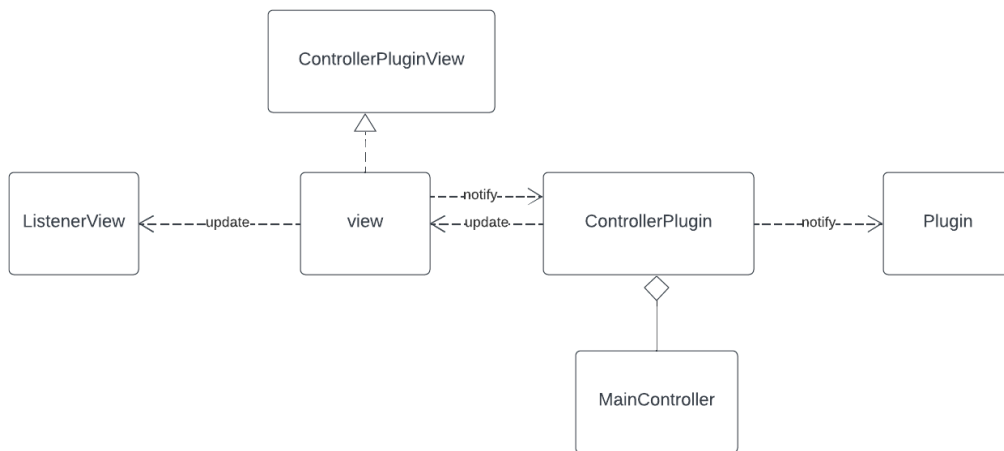 ControllerPluginView
notify
ListenerView
update
view
update
ControllerPlugin
notify
Plugin
MainController